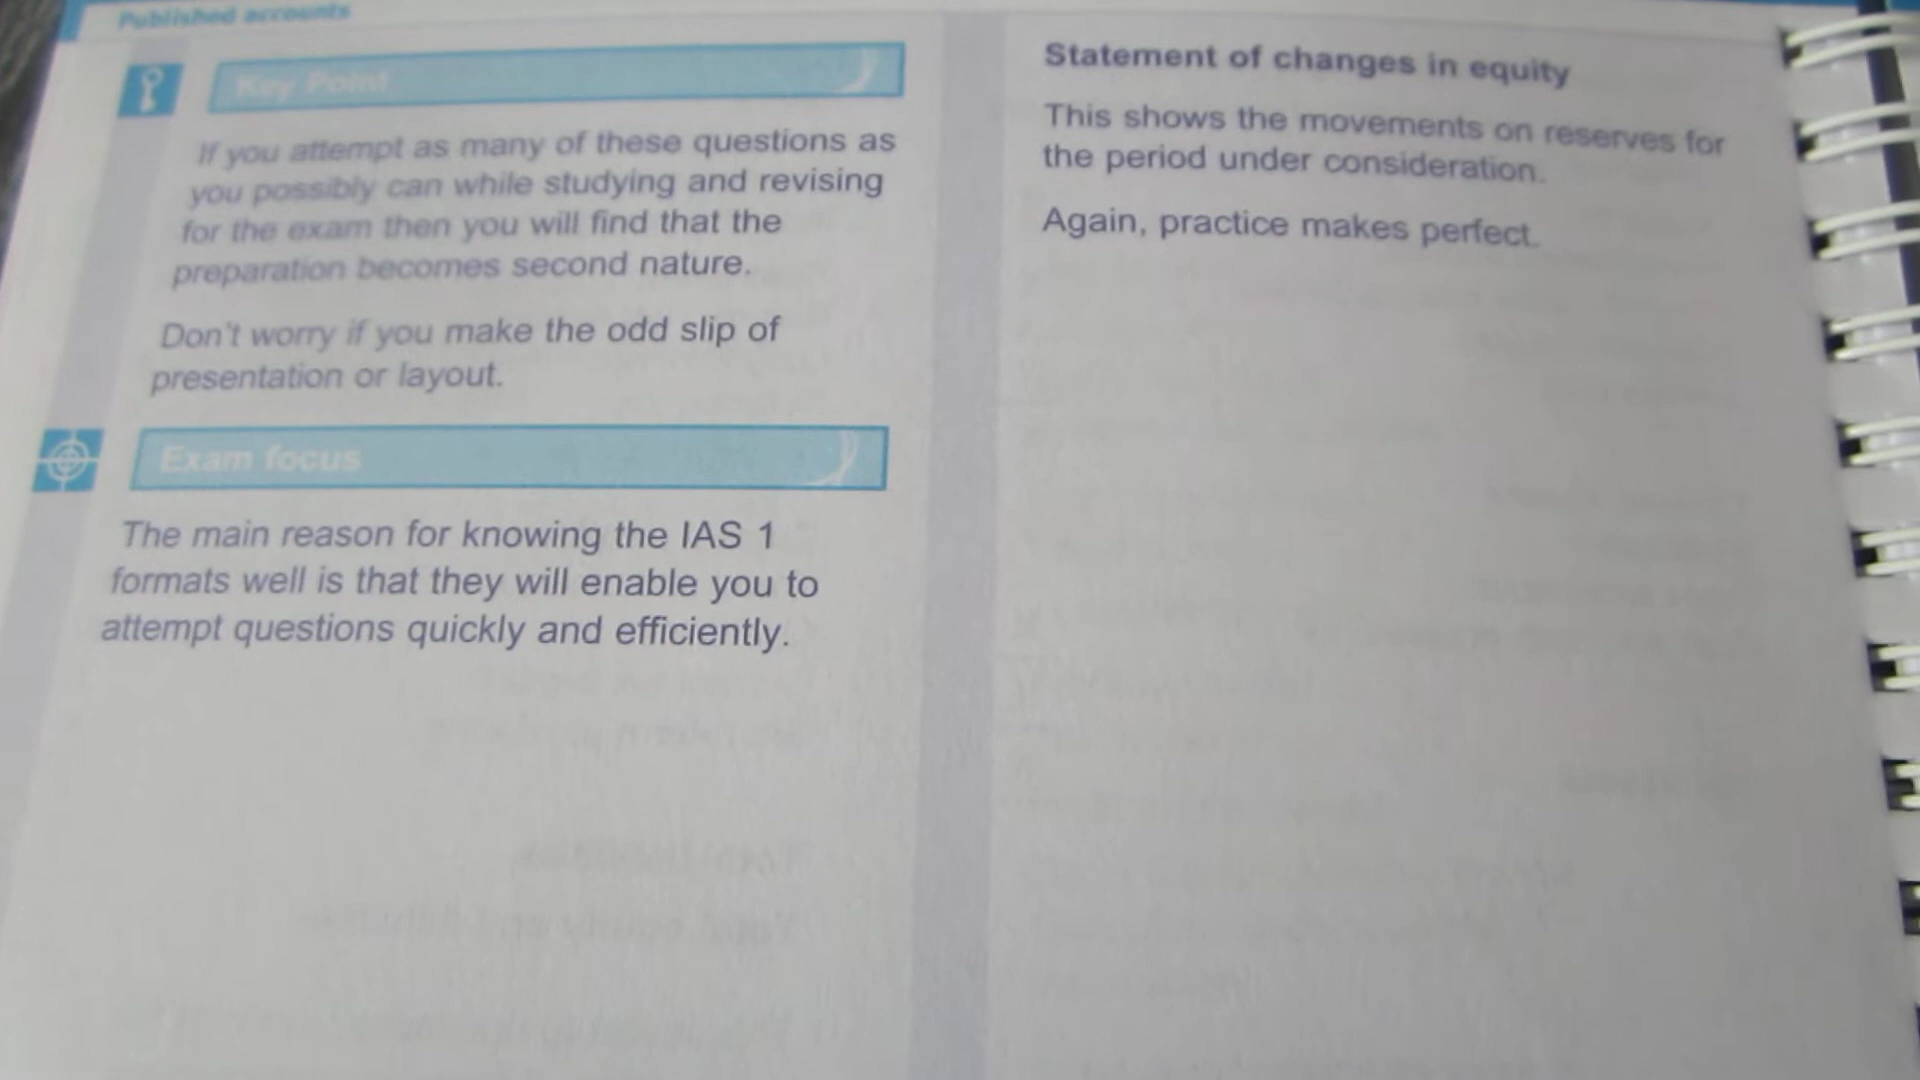 Published accounts
Key Point
If you attempt as many of these questions as
you possibly can while studying and revising
for the exam then you will find that the
preparation becomes second nature.
Don't worry if you make the odd slip of
presentation or layout.
Exam focus
The main reason for knowing the IAS 1
formats well is that they will enable you to
attempt questions quickly and efficiently.
Statement of changes in equity
This shows the movements on reserves for
the period under consideration.
Again, practice makes perfect.